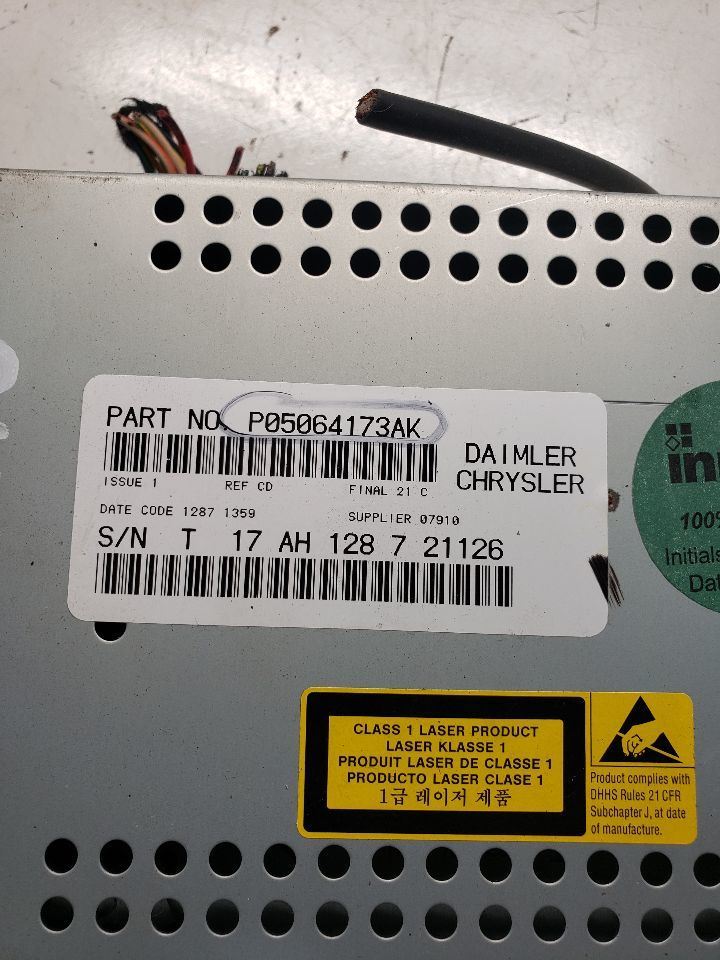 PART NO. P05064173AK
DAIMLER
CHRYSLER
ISSUE 1 REF CD FINAL 21 C
DATE CODE 1287 1359 SUPPLIER 07910
S/N T 17 AH 128 7 21126
100%
Initials
CLASS 1 LASER PRODUCT
LASER KLASSE 1
PRODUIT LASER DE CLASSE 1
PRODUCTO LASER CLASE 1
1급 레이저 제품
Product complies with
DHHS Rules 21 CFR
Subchapter J, at date
of manufacture.